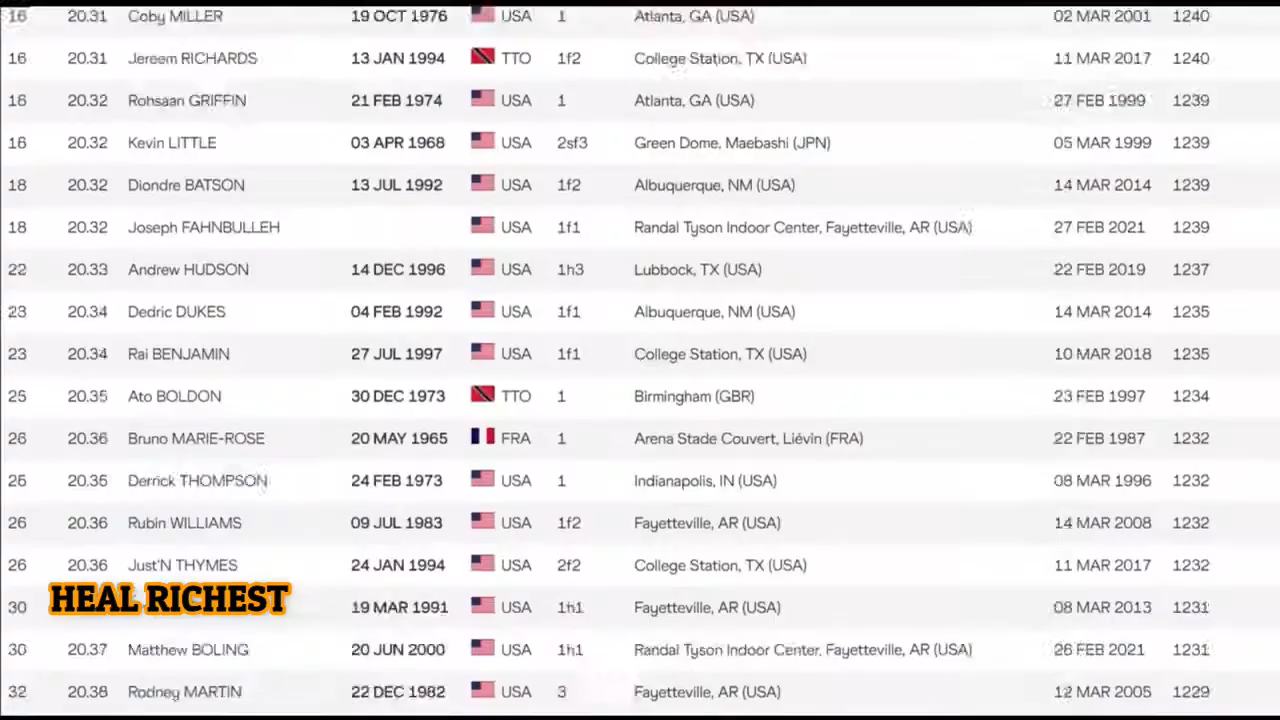 16 20.31 Coby MILLER 19 OCT 1976 USA 1 Atlanta, GA (USA) 02 MAR 2001 1240
16 20.31 Jereem RICHARDS 13 JAN 1994 TTO 1f2 College Station, TX (USA) 11 MAR 2017 1240
16 20.32 Rohsaan GRIFFIN 21 FEB 1974 USA 1 Atlanta, GA (USA) 27 FEB 1999 1239
16 20.32 Kevin LITTLE 03 APR 1968 USA 2sf3 Green Dome, Maebashi (JPN) 05 MAR 1999 1239
18 20.32 Diondre BATSON 13 JUL 1992 USA 1f2 Albuquerque, NM (USA) 14 MAR 2014 1239
18 20.32 Joseph FAHNBULLEH USA 1f1 Randal Tyson Indoor Center, Fayetteville, AR (USA) 27 FEB 2021 1239
22 20.33 Andrew HUDSON 14 DEC 1996 USA 1h3 Lubbock, TX (USA) 22 FEB 2019 1237
23 20.34 Dedric DUKES 04 FEB 1992 USA 1f1 Albuquerque, NM (USA) 14 MAR 2014 1235
23 20.34 Rai BENJAMIN 27 JUL 1997 USA 1f1 College Station, TX (USA) 10 MAR 2018 1235
25 20.35 Ato BOLDON 30 DEC 1973 TTO 1 Birmingham (GBR) 23 FEB 1997 1234
26 20.36 Bruno MARIE-ROSE 20 MAY 1965 FRA 1 Arena Stade Couvert, Liévin (FRA) 22 FEB 1987 1232
26 20.36 Derrick THOMPSON 24 FEB 1973 USA 1 Indianapolis, IN (USA) 08 MAR 1996 1232
26 20.36 Rubin WILLIAMS 09 JUL 1983 USA 1f2 Fayetteville, AR (USA) 14 MAR 2008 1232
26 20.36 Just'N THYMES 24 JAN 1994 USA 2f2 College Station, TX (USA) 11 MAR 2017 1232
30 HEAL RICHEST 19 MAR 1991 USA 1h1 Fayetteville, AR (USA) 08 MAR 2013 1231
30 20.37 Matthew BOLING 20 JUN 2000 USA 1h1 Randal Tyson Indoor Center, Fayetteville, AR (USA) 26 FEB 2021 1231
32 20.38 Rodney MARTIN 22 DEC 1982 USA 3 Fayetteville, AR (USA) 12 MAR 2005 1229